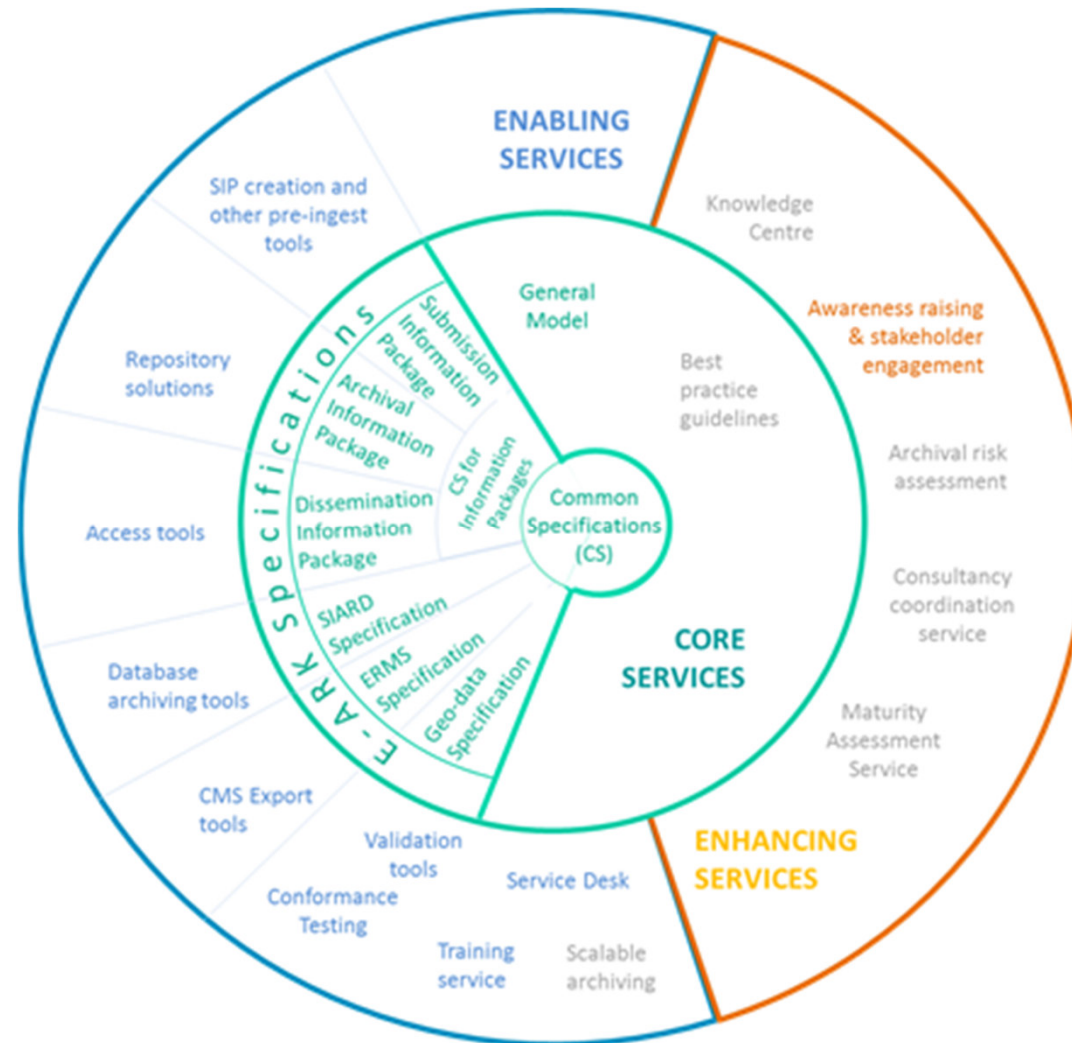 ENABLING
SERVICES
SIP creation and
other pre-ingest
tools
Repository
solutions
Access tools
Database
archiving tools
CMS Export
tools
Validation
tools
Conformance
Testing
Service Desk
Training
service
Scalable
archiving
E-ARK Specifications
Submission
Information
Package
Archival
Information
Package
Dissemination
Information
Package
CS for
Information
Packages
SIARD
Specification
ERMS
Specification
Geo-data
Specification
General
Model
Best
practice
guidelines
Common
Specifications
(CS)
CORE
SERVICES
Knowledge
Centre
Awareness raising
& stakeholder
engagement
Archival risk
assessment
Consultancy
coordination
service
Maturity
Assessment
Service
ENHANCING
SERVICES